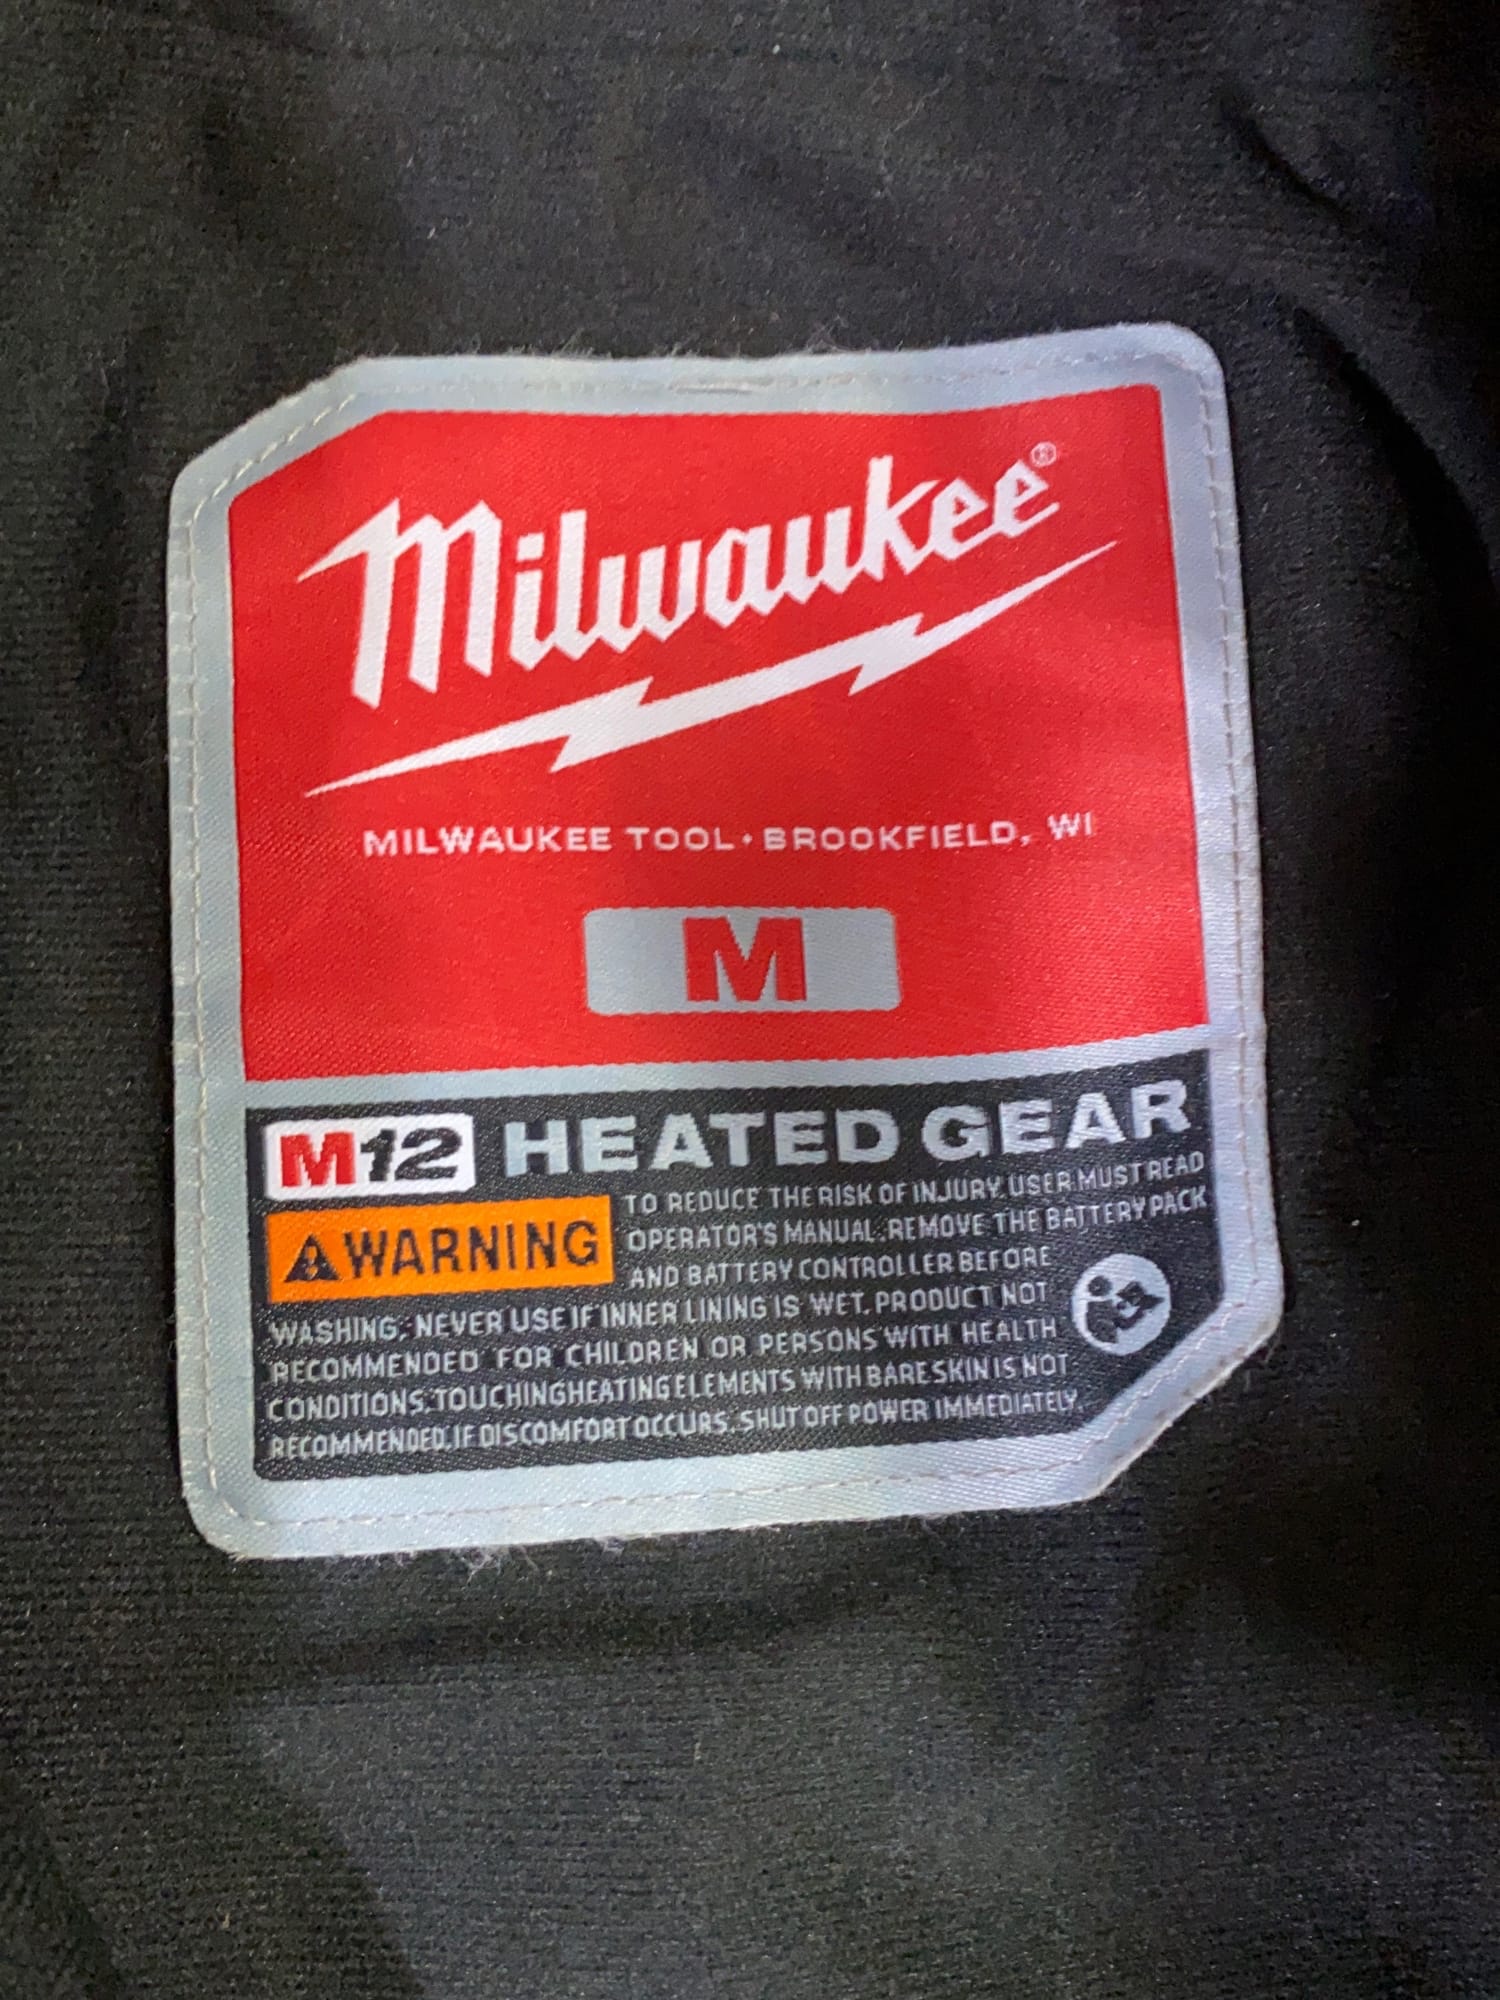 Milwaukee®
MILWAUKEE TOOL • BROOKFIELD, WI
M
M12 HEATED GEAR
WARNING
TO REDUCE THE RISK OF INJURY, USER MUST READ
OPERATOR'S MANUAL. REMOVE THE BATTERY PACK
AND BATTERY CONTROLLER BEFORE
WASHING. NEVER USE IF INNER LINING IS WET. PRODUCT NOT
RECOMMENDED FOR CHILDREN OR PERSONS WITH HEALTH
CONDITIONS. TOUCHING HEATING ELEMENTS WITH BARE SKIN IS NOT
RECOMMENDED. IF DISCOMFORT OCCURS, SHUT OFF POWER IMMEDIATELY.